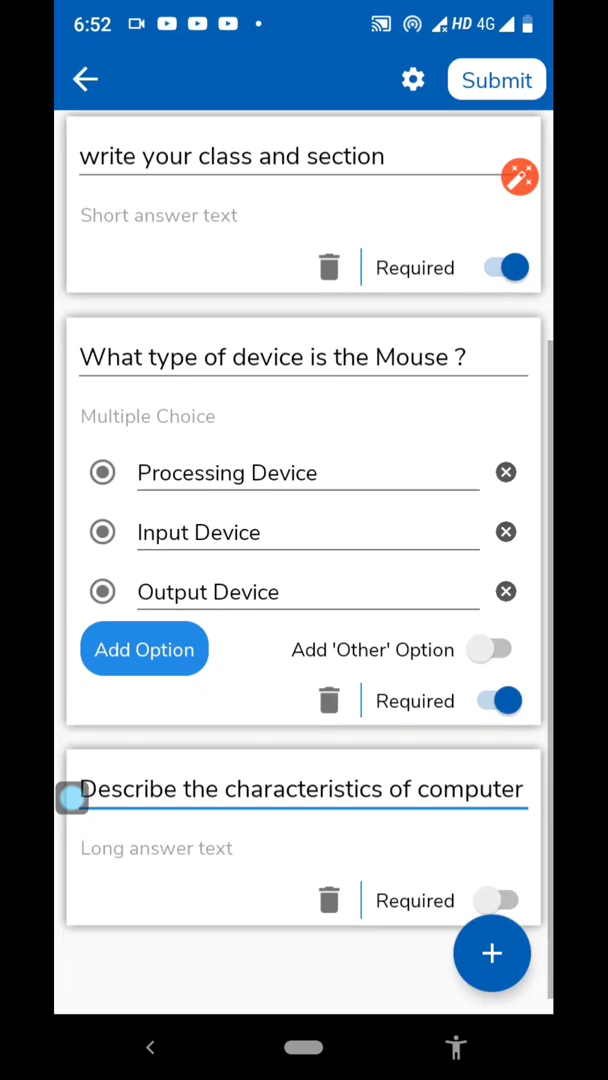 6:52 HD 4G
Submit
write your class and section
Short answer text
Required
What type of device is the Mouse ?
Multiple Choice
Processing Device
Input Device
Output Device
Add Option Add 'Other' Option
Required
Describe the characteristics of computer
Long answer text
Required